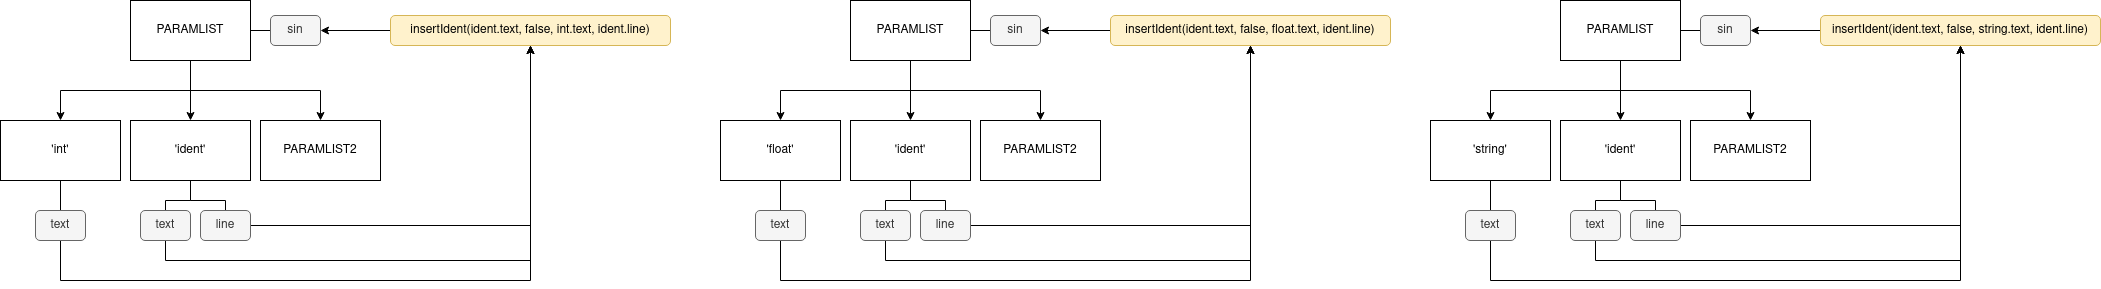 PARAMLIST
sin
insertIdent(ident.text, false, int.text, ident.line)
'int'
'ident'
PARAMLIST2
text
text
line
PARAMLIST
sin
insertIdent(ident.text, false, float.text, ident.line)
'float'
'ident'
PARAMLIST2
text
text
line
PARAMLIST
sin
insertIdent(ident.text, false, string.text, ident.line)
'string'
'ident'
PARAMLIST2
text
text
line